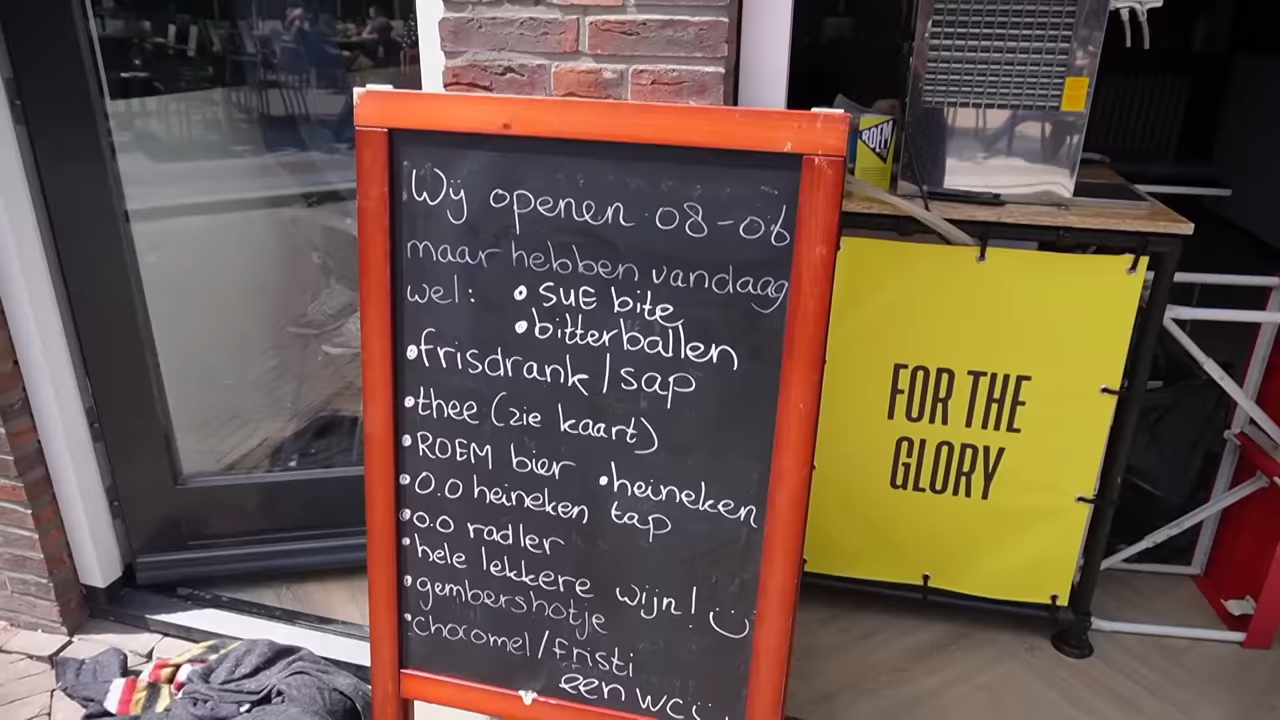 Wij openen 08-06
maar hebben vandaag
wel: • SUE bite
• bitterballen
• frisdrank / sap
• thee (zie kaart)
• ROEM bier • heineken tap
• 0.0 heineken
• 0.0 radler
• hele lekkere wijn! :)
• gembershotje
• chocomel/fristi
een wc
ROEM
FOR THE
GLORY